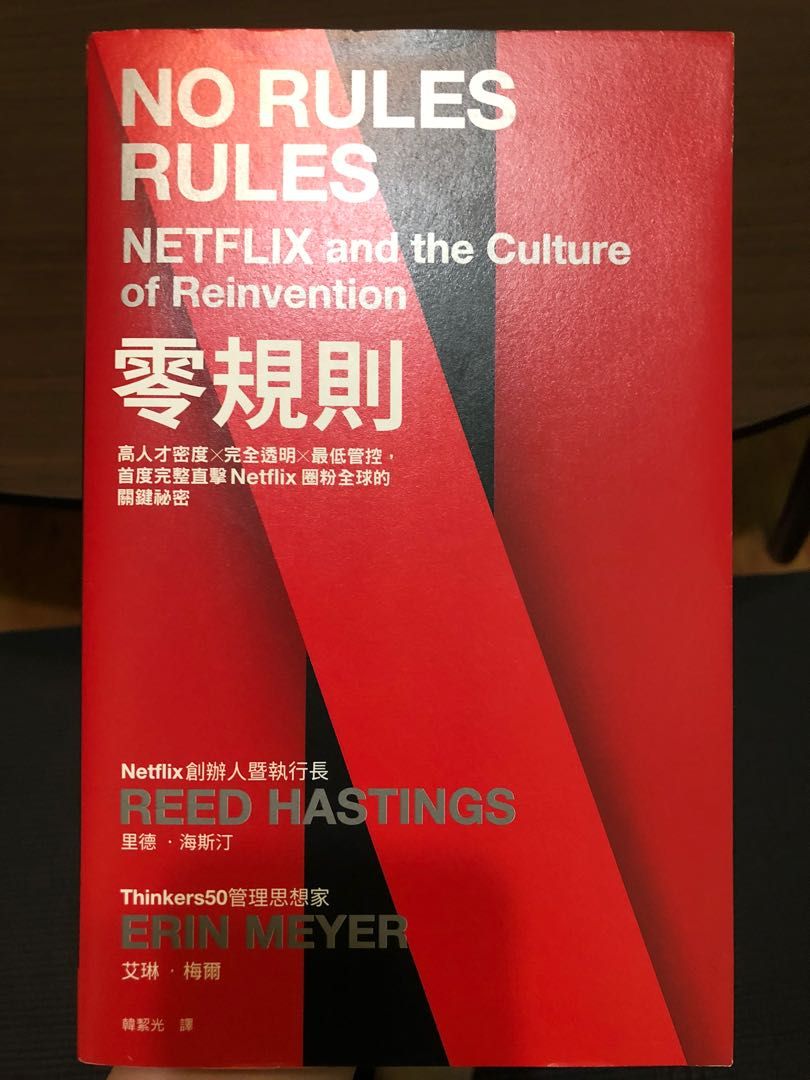 NO RULES
RULES
NETFLIX and the Culture
of Reinvention
零規則
高人才密度×完全透明×最低管控，
首度完整直擊Netflix圈粉全球的
關鍵祕密
Netflix創辦人暨執行長
REED HASTINGS
里德．海斯汀
Thinkers50管理思想家
ERIN MEYER
艾琳．梅爾
韓絜光 譯